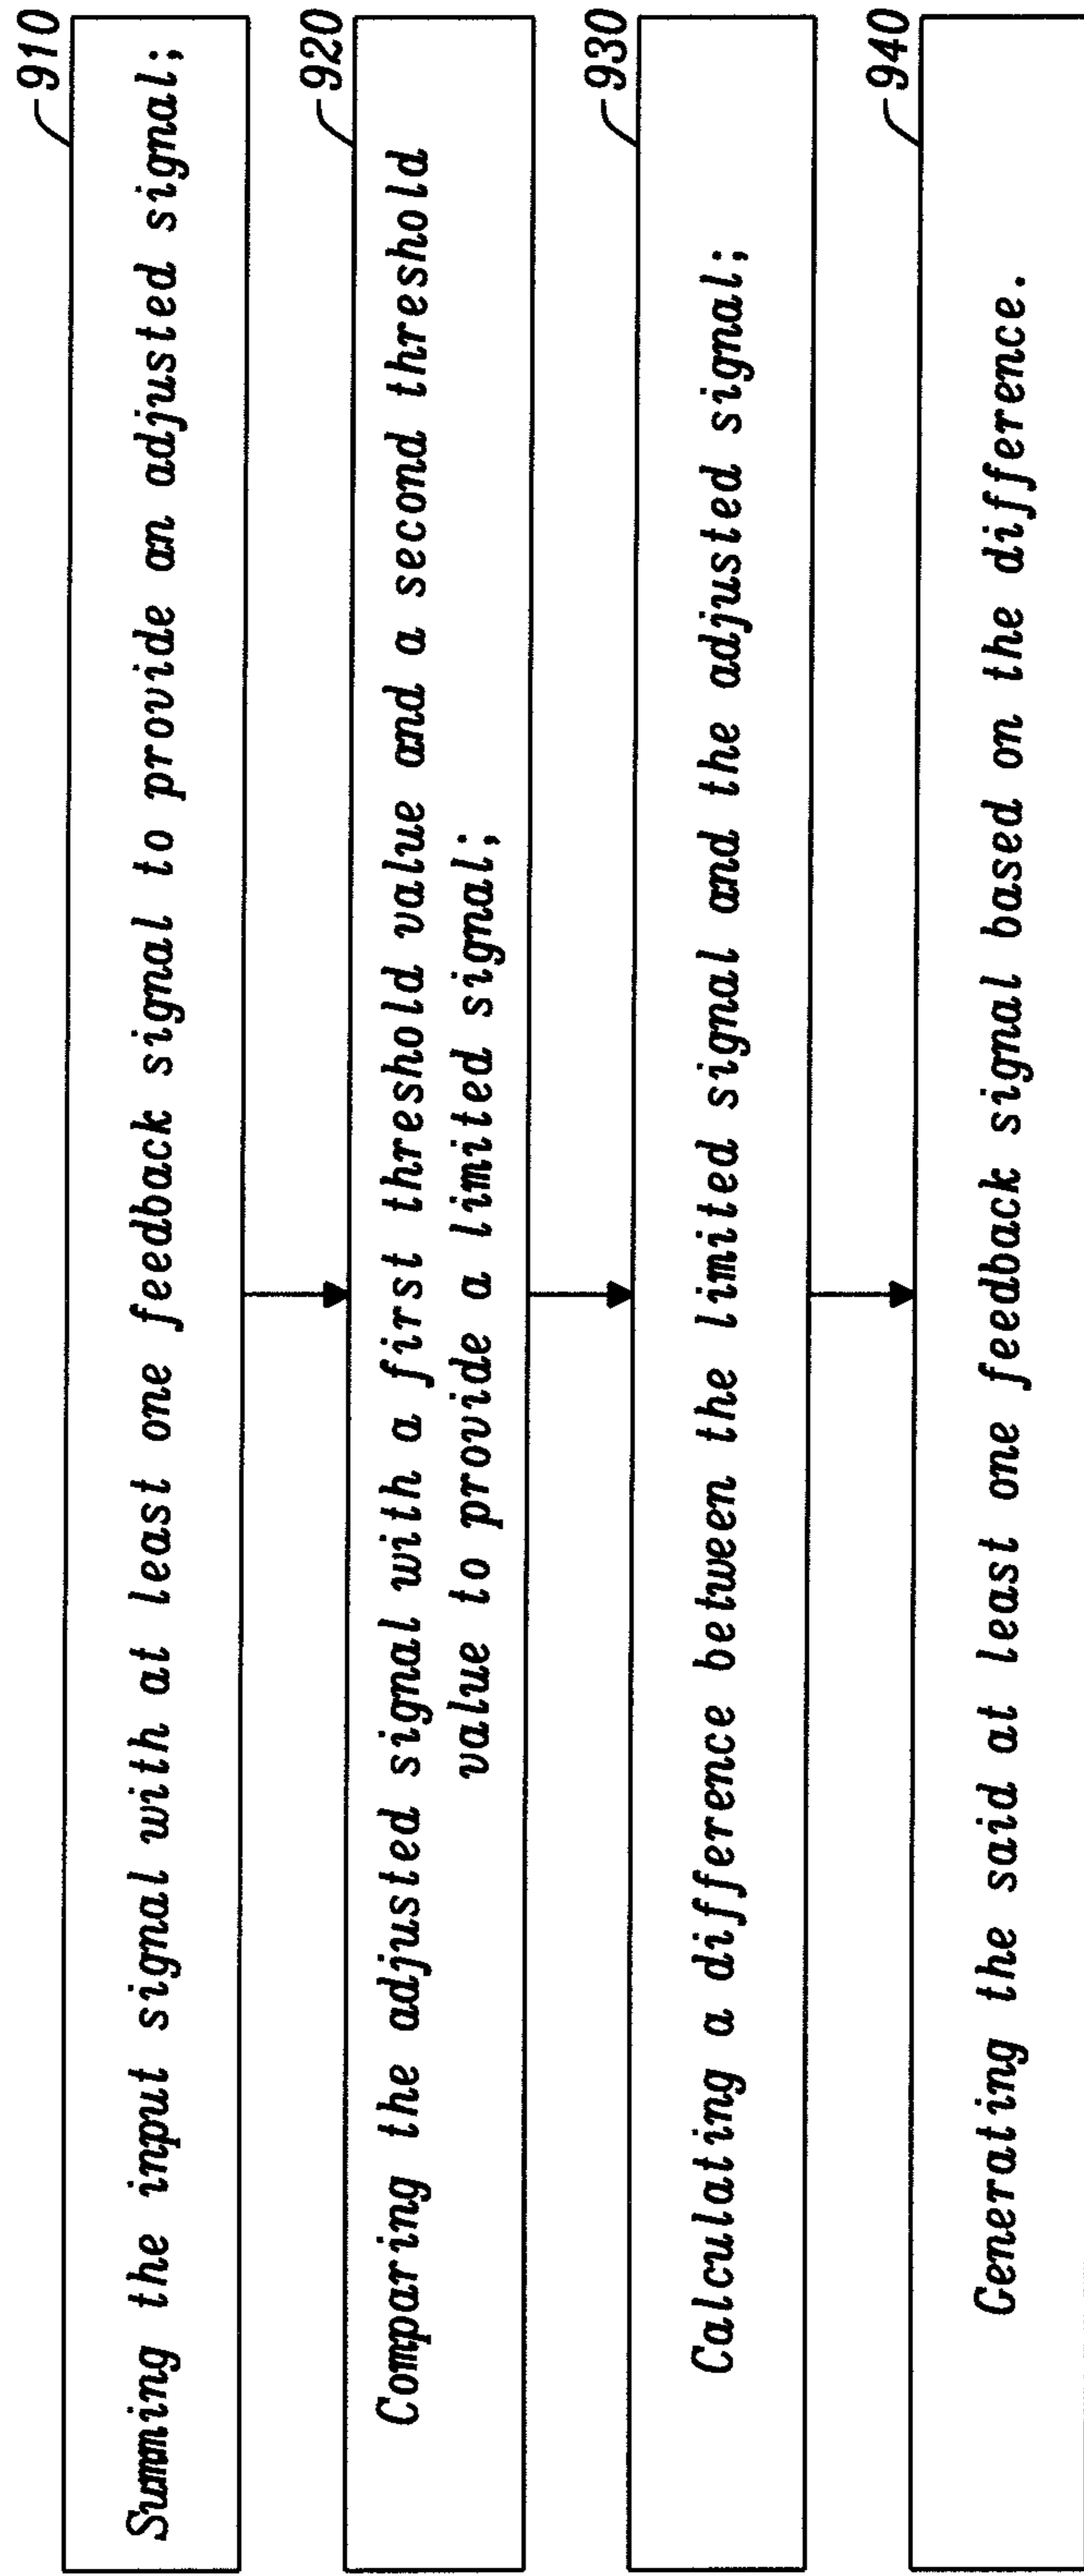 910
Summing the input signal with at least one feedback signal to provide an adjusted signal;
920
Comparing the adjusted signal with a first threshold value and a second threshold
value to provide a limited signal;
930
Calculating a difference between the limited signal and the adjusted signal;
940
Generating the said at least one feedback signal based on the difference.